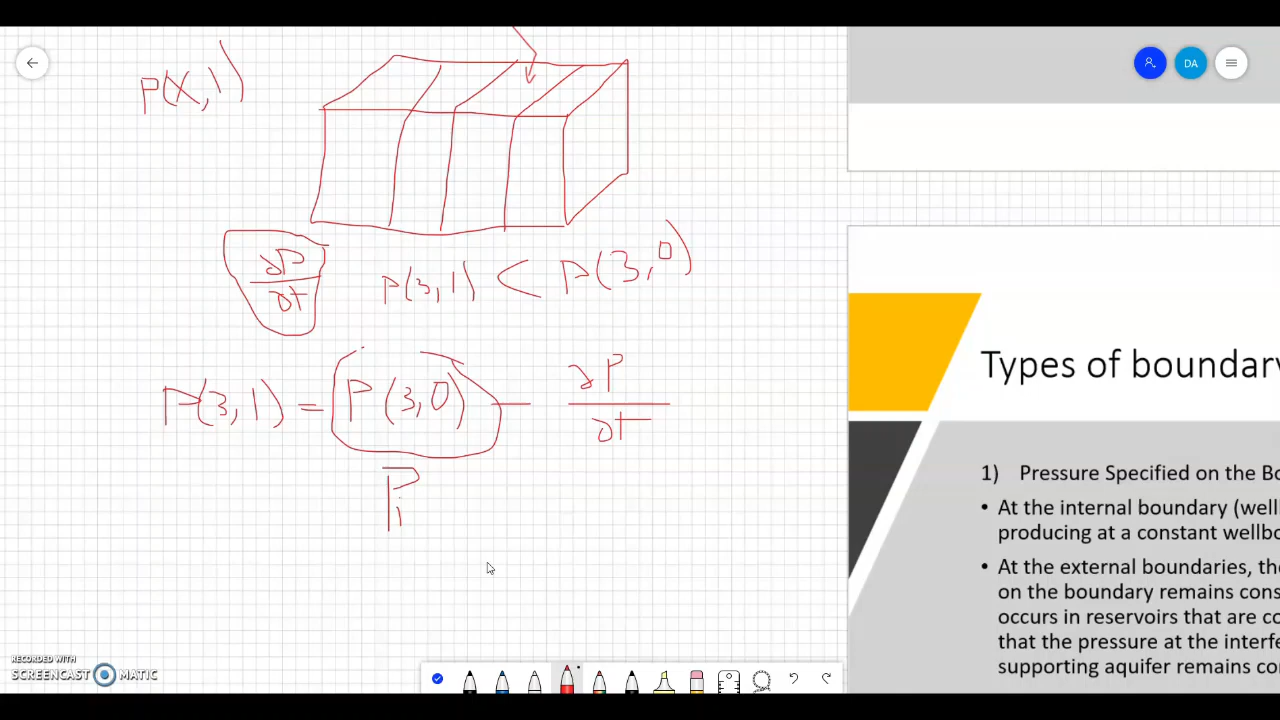 P(X,1)
DA
∂P
∂t
P(3,1) < P(3,0)
P(3,1) = P(3,0) — ∂P
∂t
Pi
Types of boundary
1) Pressure Specified on the Bo
• At the internal boundary (well
producing at a constant wellbo
• At the external boundaries, the
on the boundary remains cons
occurs in reservoirs that are co
that the pressure at the interf
supporting aquifer remains co
RECORDED WITH
SCREENCAST MATIC